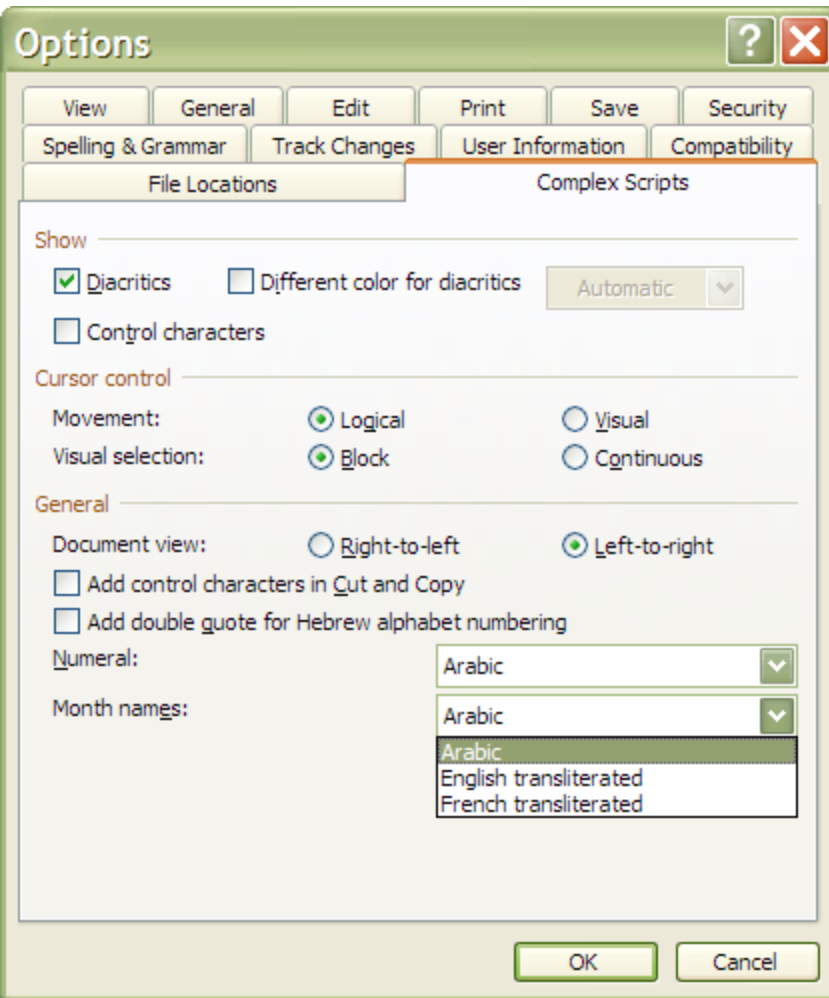 Options
View General Edit Print Save Security
Spelling & Grammar Track Changes User Information Compatibility
File Locations Complex Scripts
Show
Diacritics Different color for diacritics Automatic
Control characters
Cursor control
Movement: Logical Visual
Visual selection: Block Continuous
General
Document view: Right-to-left Left-to-right
Add control characters in Cut and Copy
Add double quote for Hebrew alphabet numbering
Numeral: Arabic
Month names: Arabic
Arabic
English transliterated
French transliterated
OK Cancel